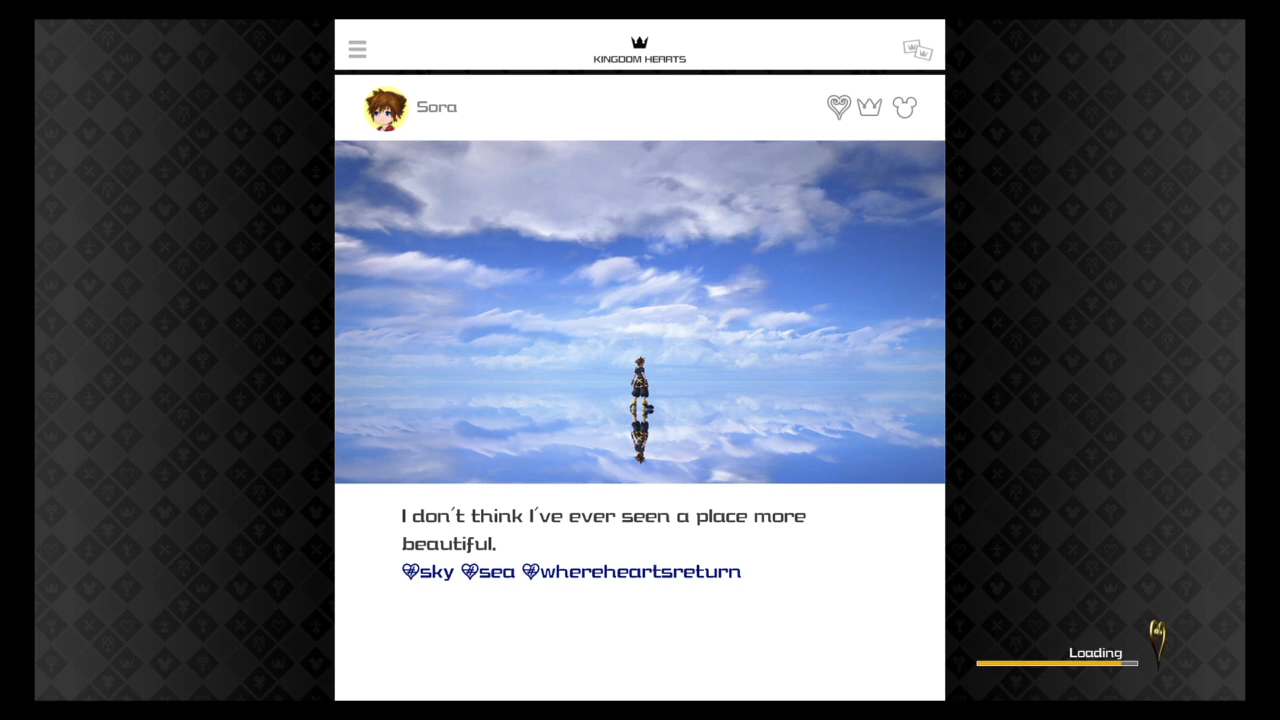 KINGDOM HEARTS
Sora
I don't think I've ever seen a place more
beautiful.
#sky #sea #whereheartsreturn
Loading